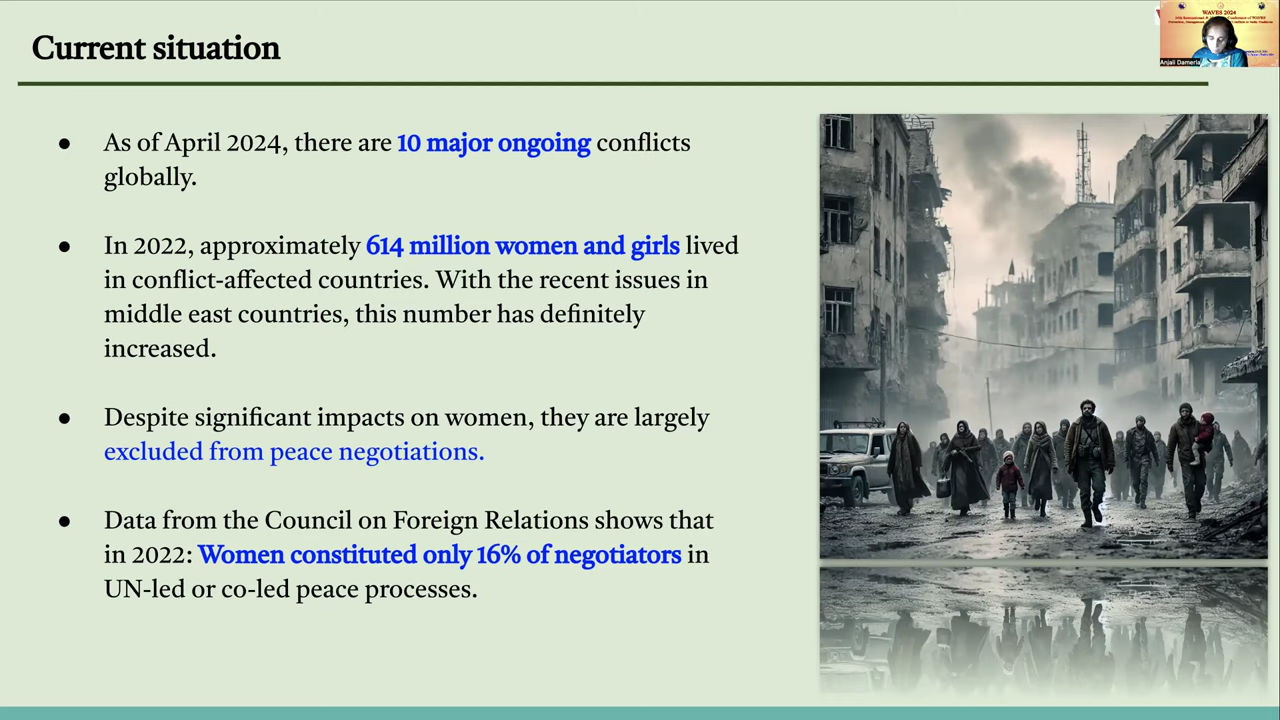 Current situation
● As of April 2024, there are 10 major ongoing conflicts
globally.
● In 2022, approximately 614 million women and girls lived
in conflict-affected countries. With the recent issues in
middle east countries, this number has definitely
increased.
● Despite significant impacts on women, they are largely
excluded from peace negotiations.
● Data from the Council on Foreign Relations shows that
in 2022: Women constituted only 16% of negotiators in
UN-led or co-led peace processes.
WAVES 2024
Anjali Damerla